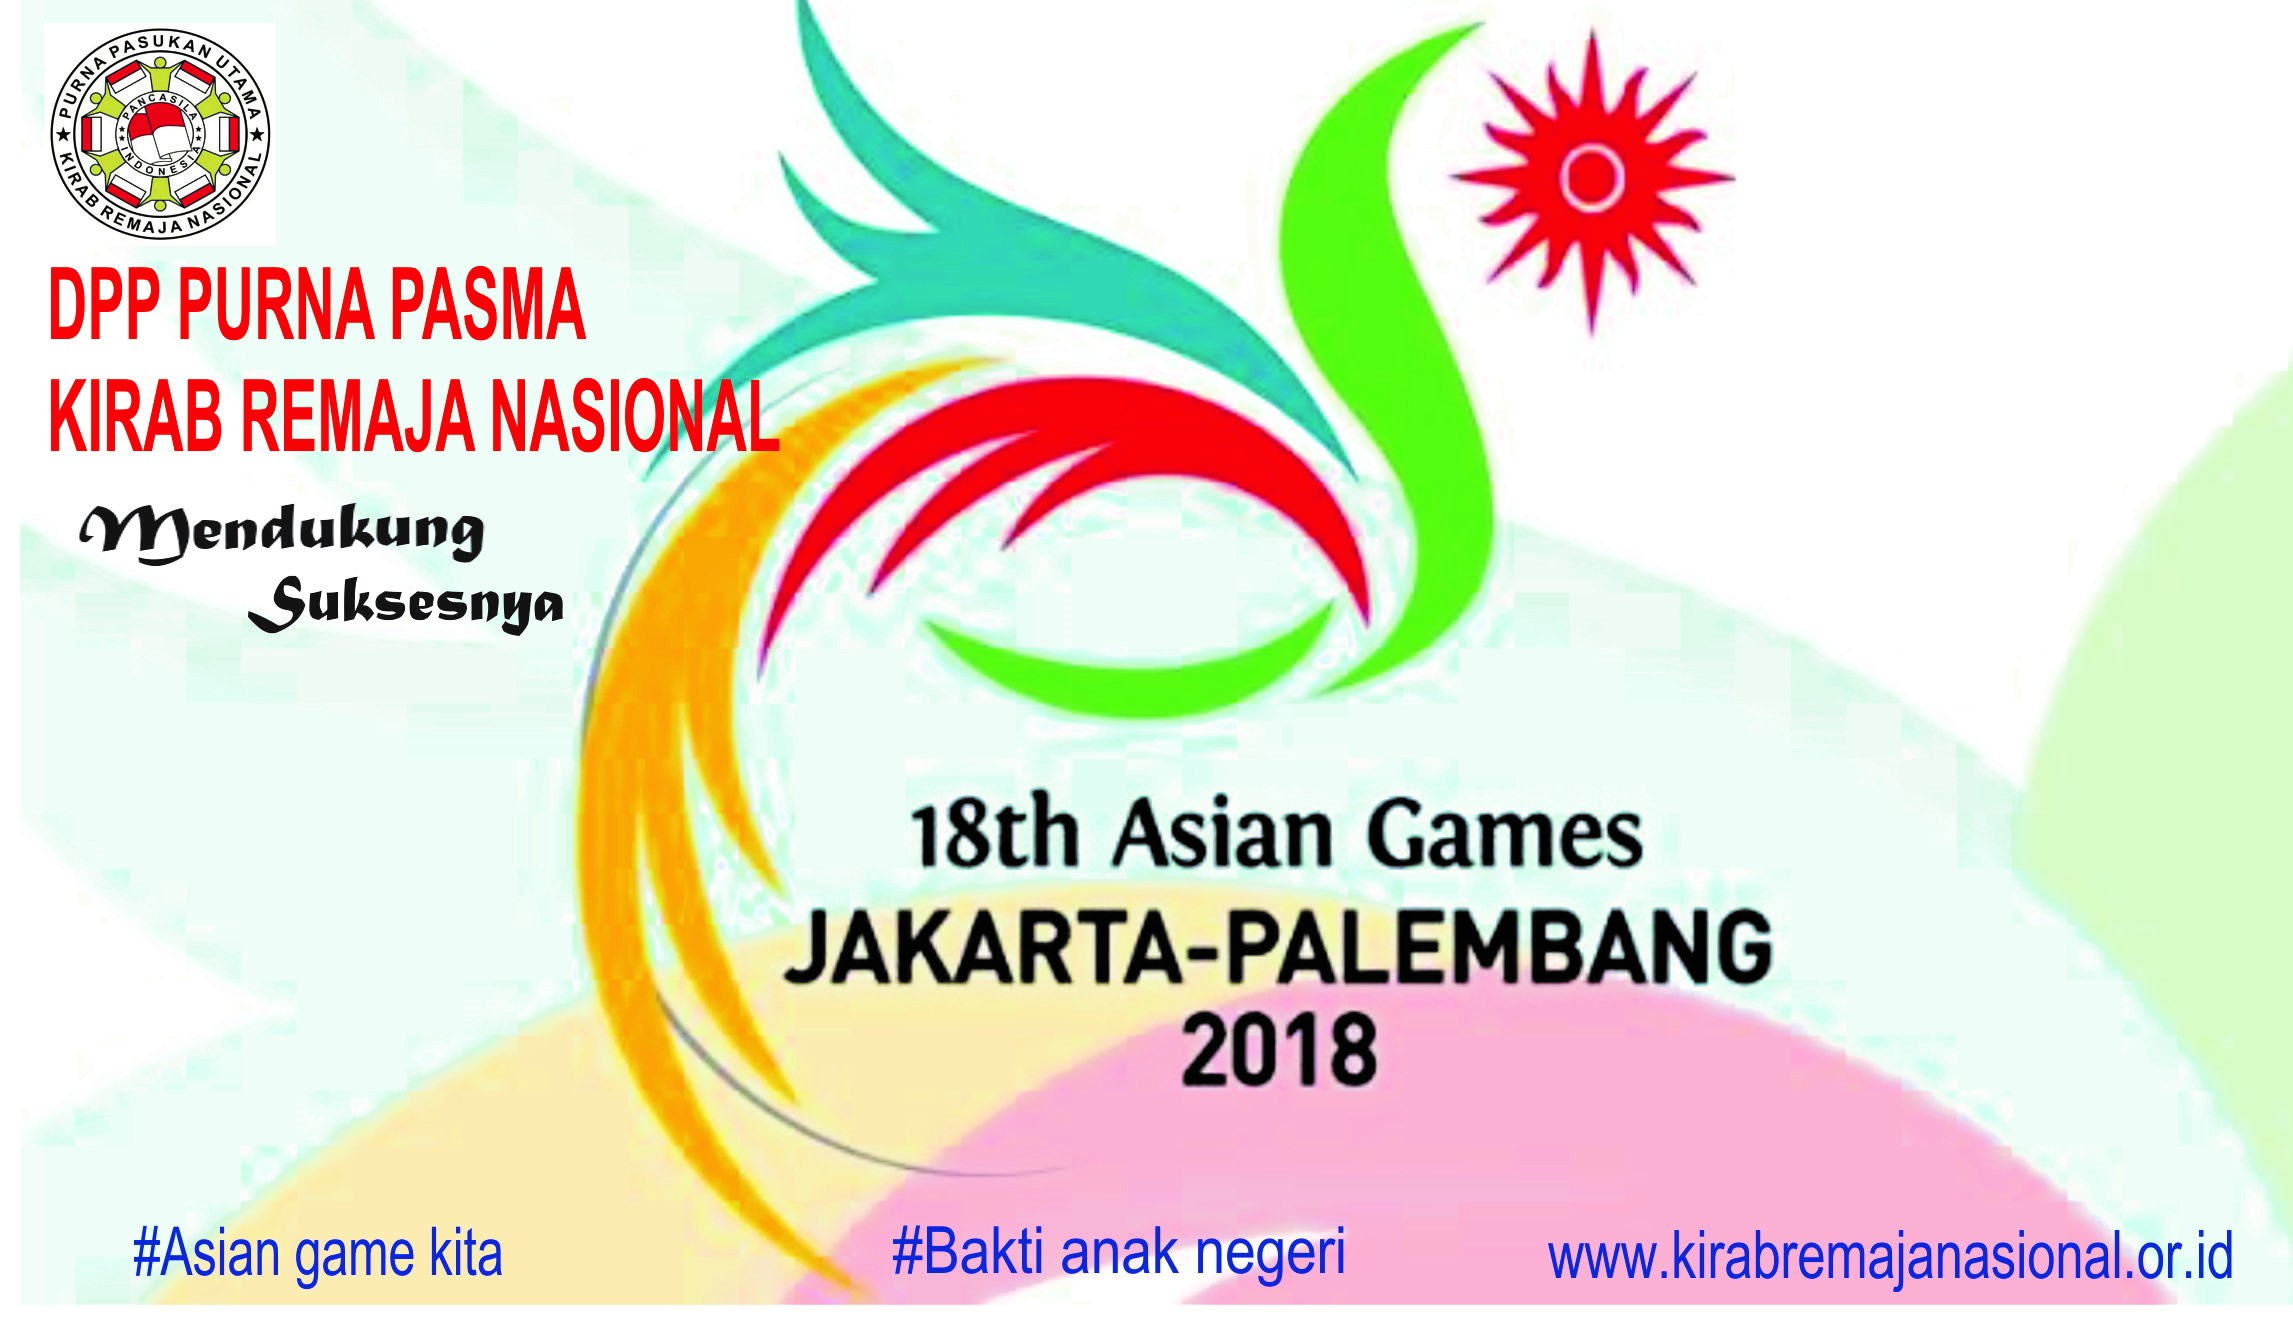 PURNA PASUKAN UTAMA
KIRAB REMAJA NASIONAL
PANCASILA
INDONESIA
DPP PURNA PASMA
KIRAB REMAJA NASIONAL
Mendukung
Suksesnya
18th Asian Games
JAKARTA-PALEMBANG
2018
#Asian game kita
#Bakti anak negeri
www.kirabremajanasional.or.id